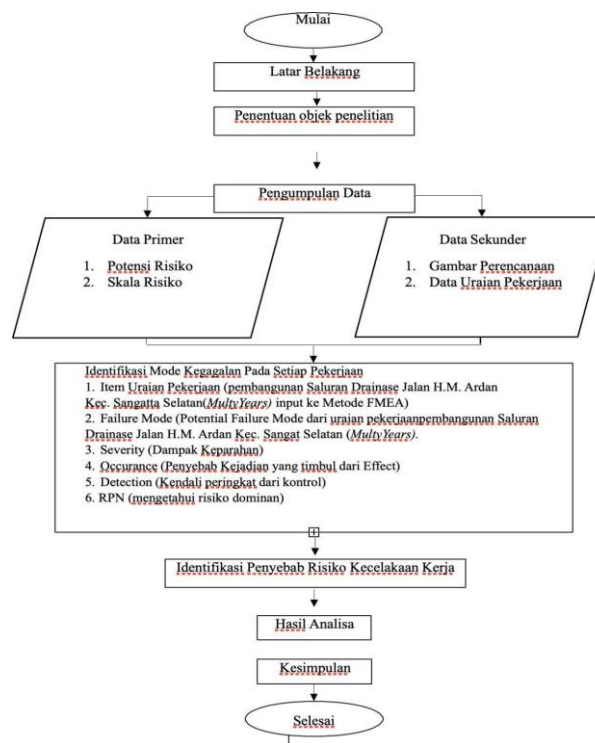 Mulai
Latar Belakang
Penentuan objek penelitian
Pengumpulan Data
Data Primer
1. Potensi Risiko
2. Skala Risiko
Data Sekunder
1. Gambar Perencanaan
2. Data Uraian Pekerjaan
Identifikasi Mode Kegagalan Pada Setiap Pekerjaan
1. Item Uraian Pekerjaan (pembangunan Saluran Drainase Jalan H.M. Ardan
Kec. Sangatta Selatan(MultyYears) input ke Metode FMEA)
2. Failure Mode (Potential Failure Mode dari uraian pekerjaanpembangunan Saluran
Drainase Jalan H.M. Ardan Kec. Sangat Selatan (MultyYears).
3. Severity (Dampak Keparahan)
4. Occurance (Penyebab Kejadian yang timbul dari Effect)
5. Detection (Kendali peringkat dari kontrol)
6. RPN (mengetahui risiko dominan)
Identifikasi Penyebab Risiko Kecelakaan Kerja
Hasil Analisa
Kesimpulan
Selesai